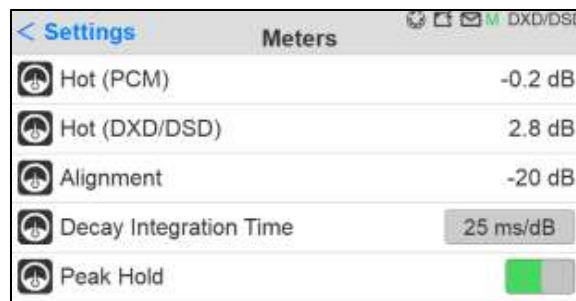 < Settings
Meters
M DXD/DSD
Hot (PCM) -0.2 dB
Hot (DXD/DSD) 2.8 dB
Alignment -20 dB
Decay Integration Time 25 ms/dB
Peak Hold